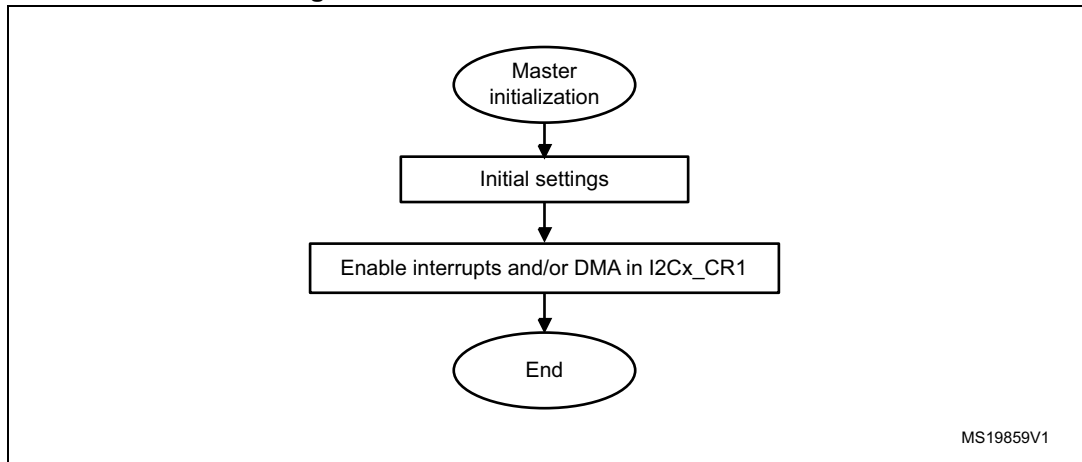 Master
initialization
Initial settings
Enable interrupts and/or DMA in I2Cx_CR1
End
MS19859V1